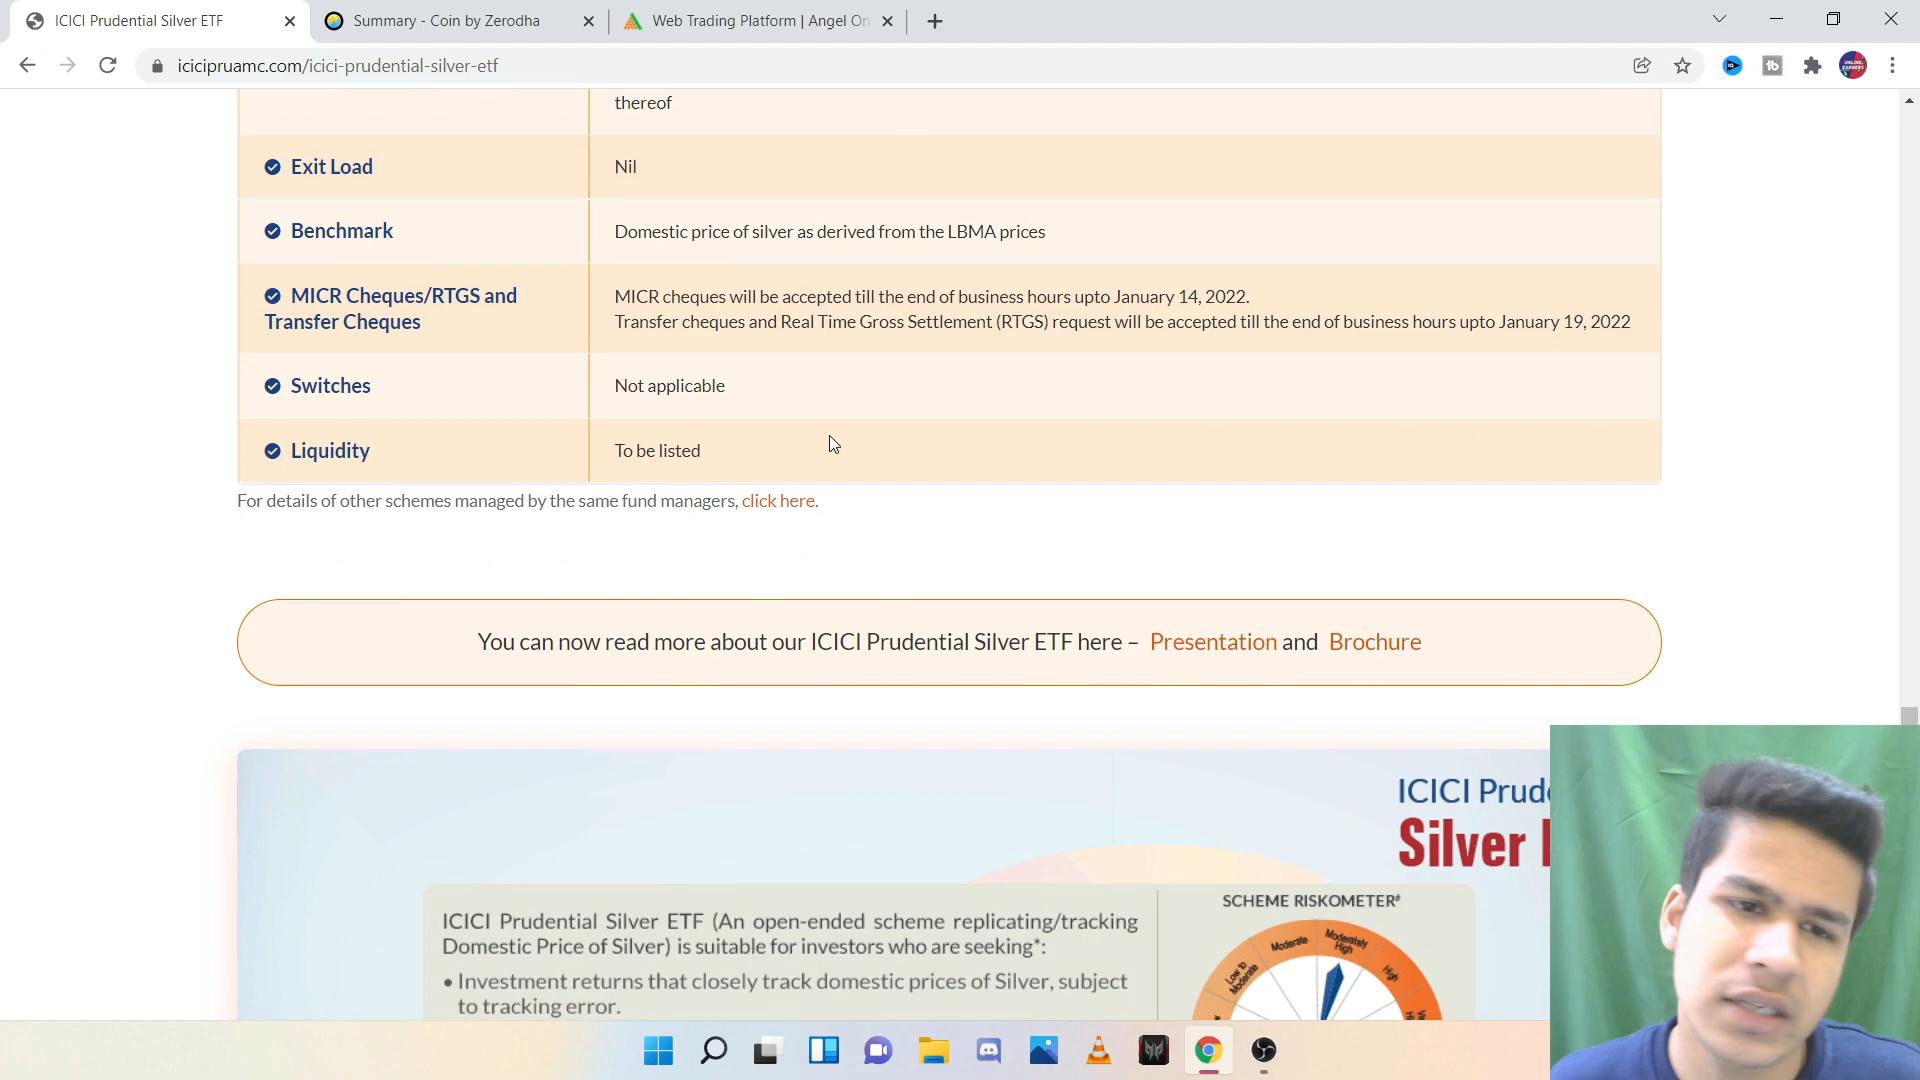 ICICI Prudential Silver ETF
Summary - Coin by Zerodha
Web Trading Platform | Angel On
icicipruamc.com/icici-prudential-silver-etf
thereof
Exit Load
Nil
Benchmark
Domestic price of silver as derived from the LBMA prices
MICR Cheques/RTGS and
Transfer Cheques
MICR cheques will be accepted till the end of business hours upto January 14, 2022.
Transfer cheques and Real Time Gross Settlement (RTGS) request will be accepted till the end of business hours upto January 19, 2022
Switches
Not applicable
Liquidity
To be listed
For details of other schemes managed by the same fund managers, click here.
You can now read more about our ICICI Prudential Silver ETF here – Presentation and Brochure
ICICI Prude
Silver
ICICI Prudential Silver ETF (An open-ended scheme replicating/tracking
Domestic Price of Silver) is suitable for investors who are seeking*:
• Investment returns that closely track domestic prices of Silver, subject
to tracking error.
SCHEME RISKOMETER#
Low to
Moderate
Moderate
Moderately
High
High